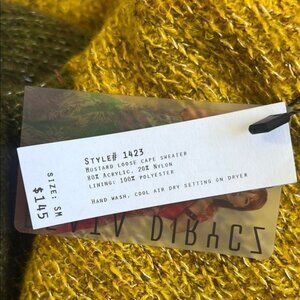 STYLE# 1423
MUSTARD LOOSE CAPE SWEATER
80% ACRYLIC, 20% NYLON
LINING: 100% POLYESTER
HAND WASH, COOL AIR DRY SETTING ON DRYER
SIZE: SM
$145